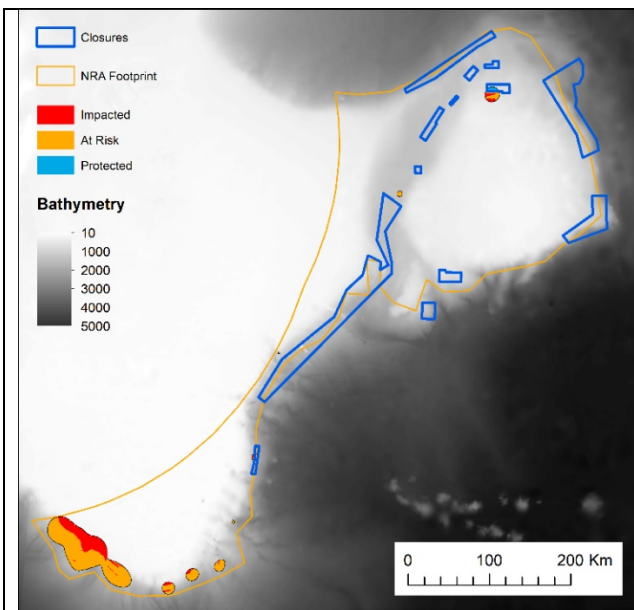 Closures
NRA Footprint
Impacted
At Risk
Protected
Bathymetry
10
1000
2000
3000
4000
5000
0 100 200 Km